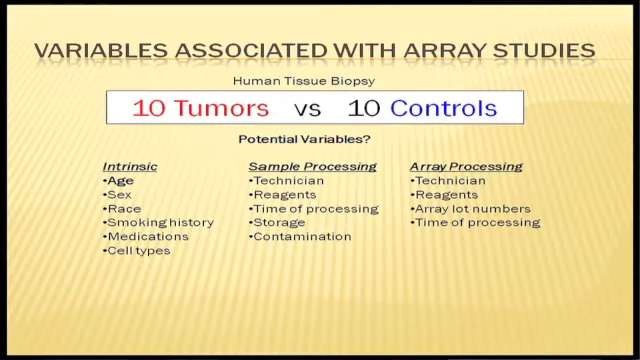 VARIABLES ASSOCIATED WITH ARRAY STUDIES
Human Tissue Biopsy
10 Tumors vs 10 Controls
Potential Variables?
Intrinsic
•Age
•Sex
•Race
•Smoking history
•Medications
•Cell types
Sample Processing
•Technician
•Reagents
•Time of processing
•Storage
•Contamination
Array Processing
•Technician
•Reagents
•Array lot numbers
•Time of processing